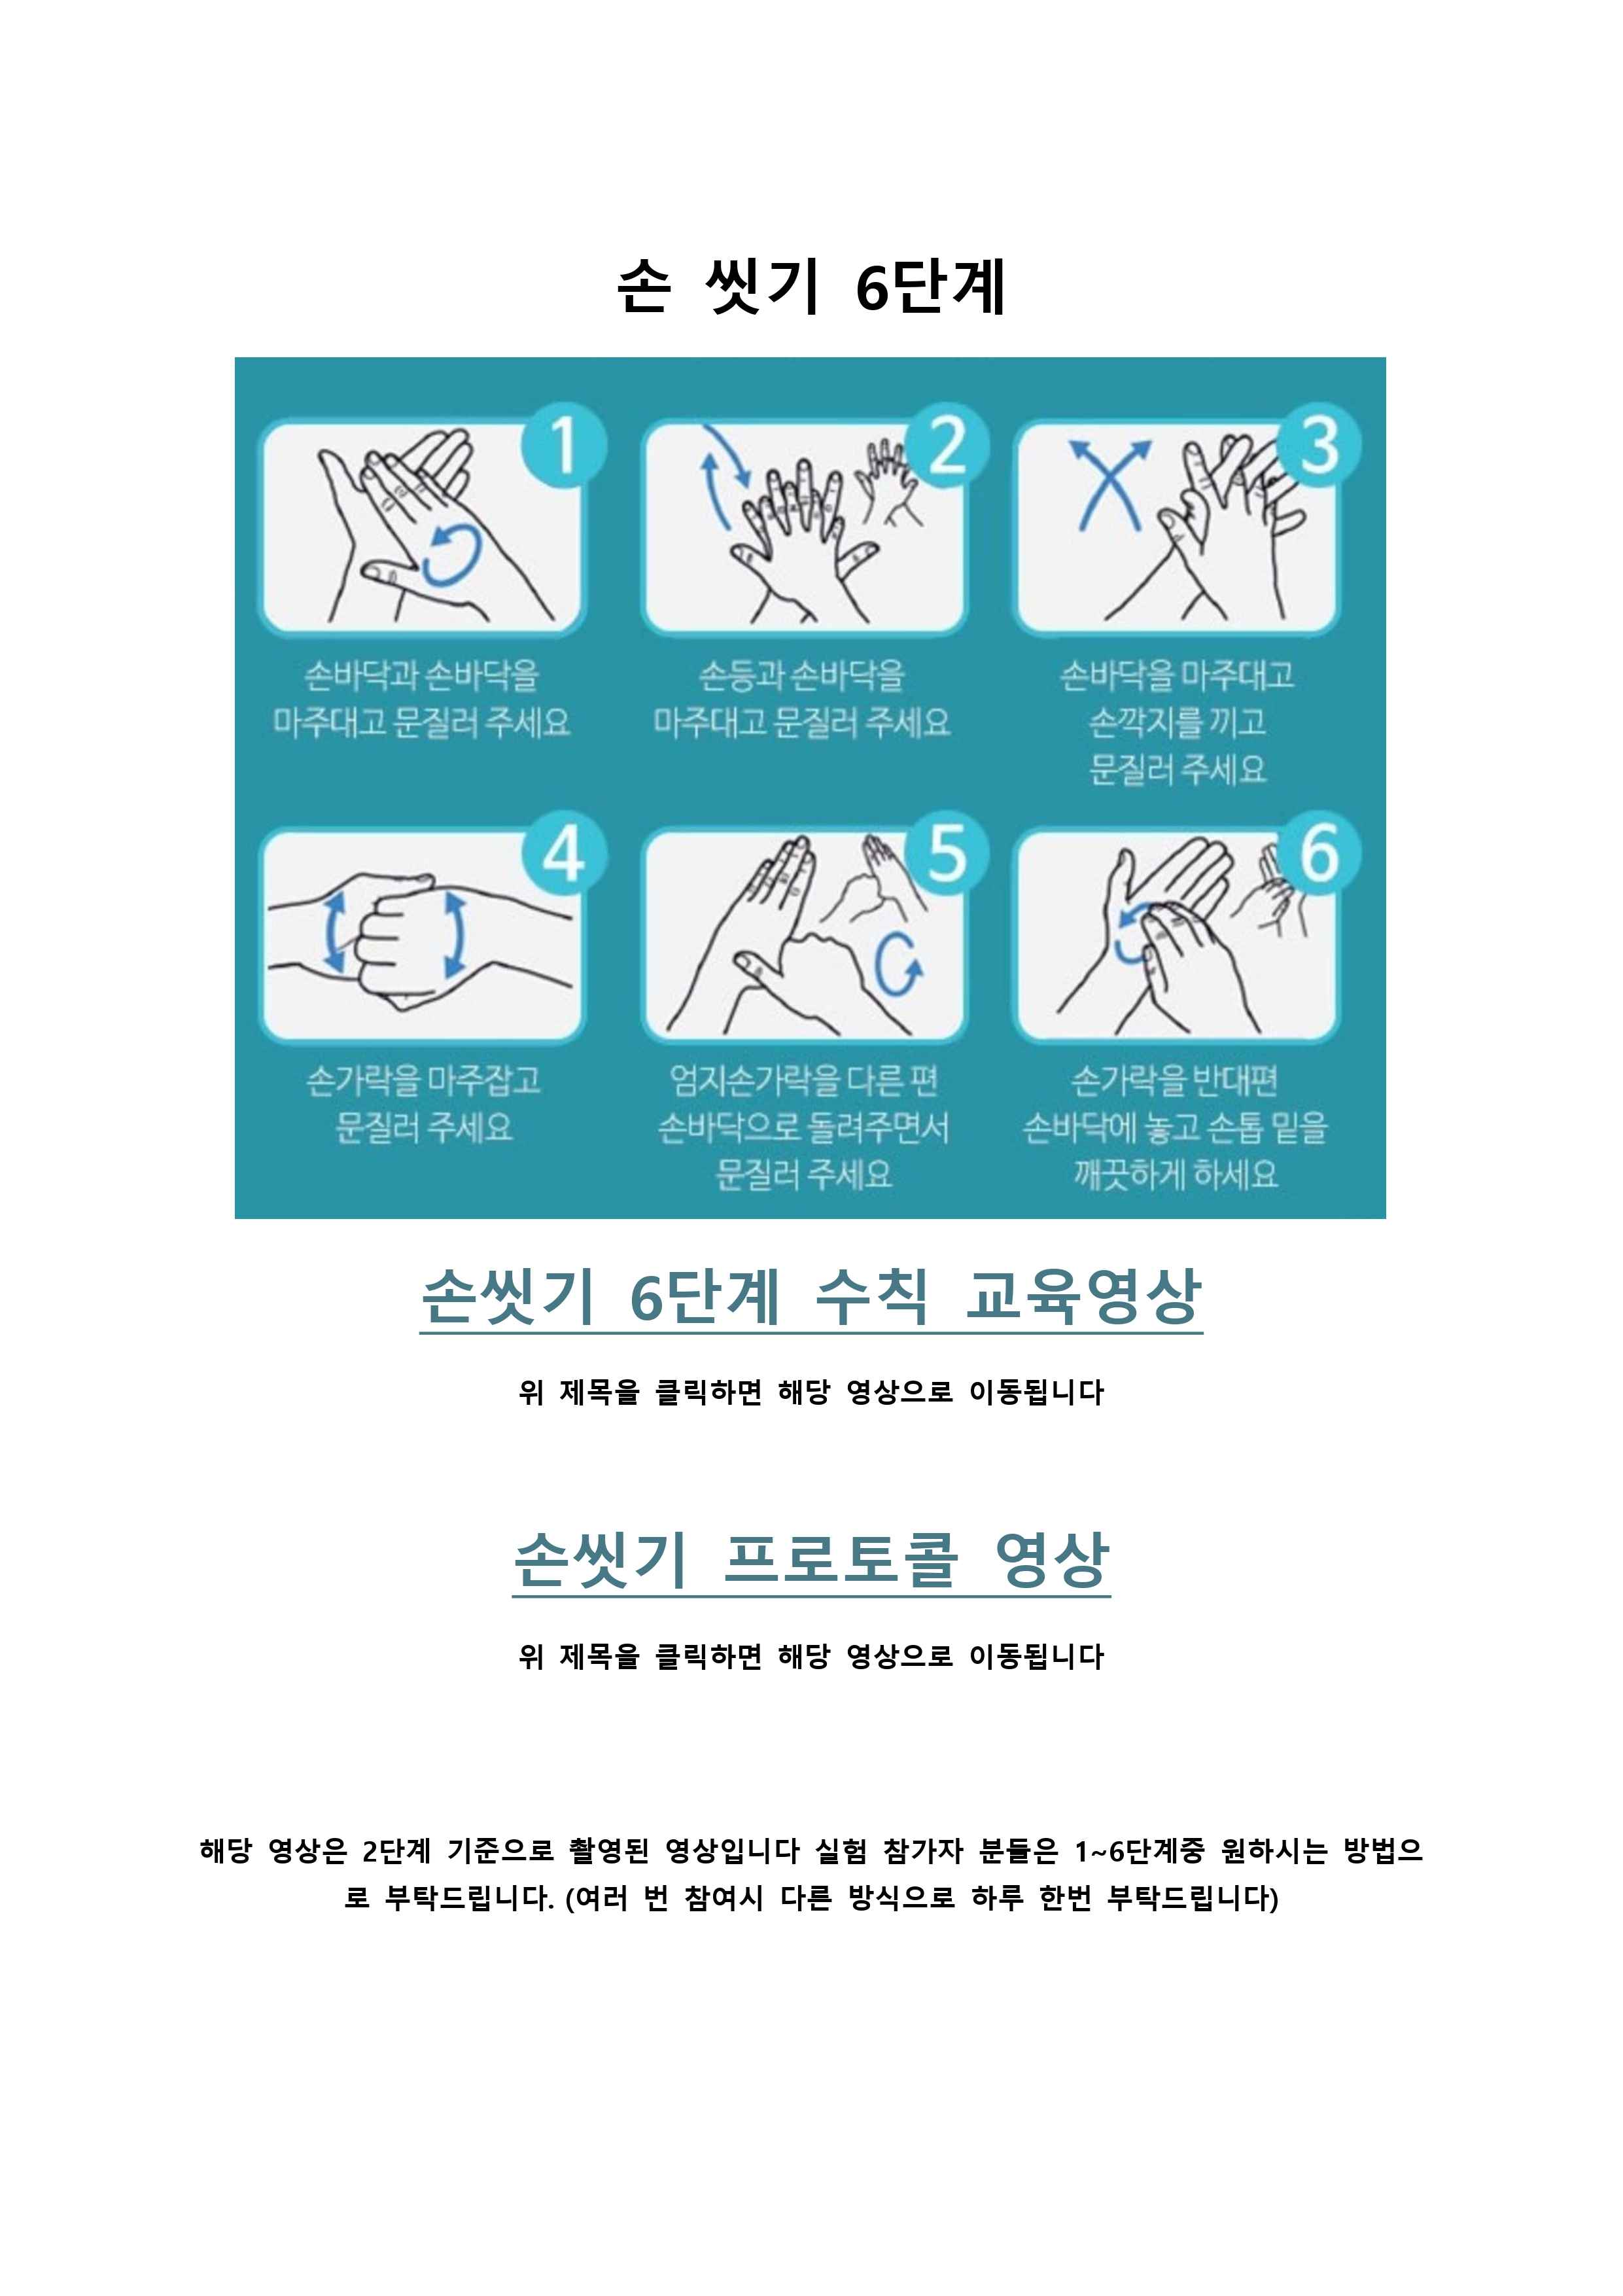 손 씻기 6단계
1
2
3
손바닥과 손바닥을
마주대고 문질러 주세요
손등과 손바닥을
마주대고 문질러 주세요
손바닥을 마주대고
손깍지를 끼고
문질러 주세요
4
5
6
손가락을 마주잡고
문질러 주세요
엄지손가락을 다른 편
손바닥으로 돌려주면서
문질러 주세요
손가락을 반대편
손바닥에 놓고 손톱 밑을
깨끗하게 하세요
손씻기 6단계 수칙 교육영상
위 제목을 클릭하면 해당 영상으로 이동됩니다
손씻기 프로토콜 영상
위 제목을 클릭하면 해당 영상으로 이동됩니다
해당 영상은 2단계 기준으로 촬영된 영상입니다 실험 참가자 분들은 1~6단계중 원하시는 방법으
로 부탁드립니다. (여러 번 참여시 다른 방식으로 하루 한번 부탁드립니다)